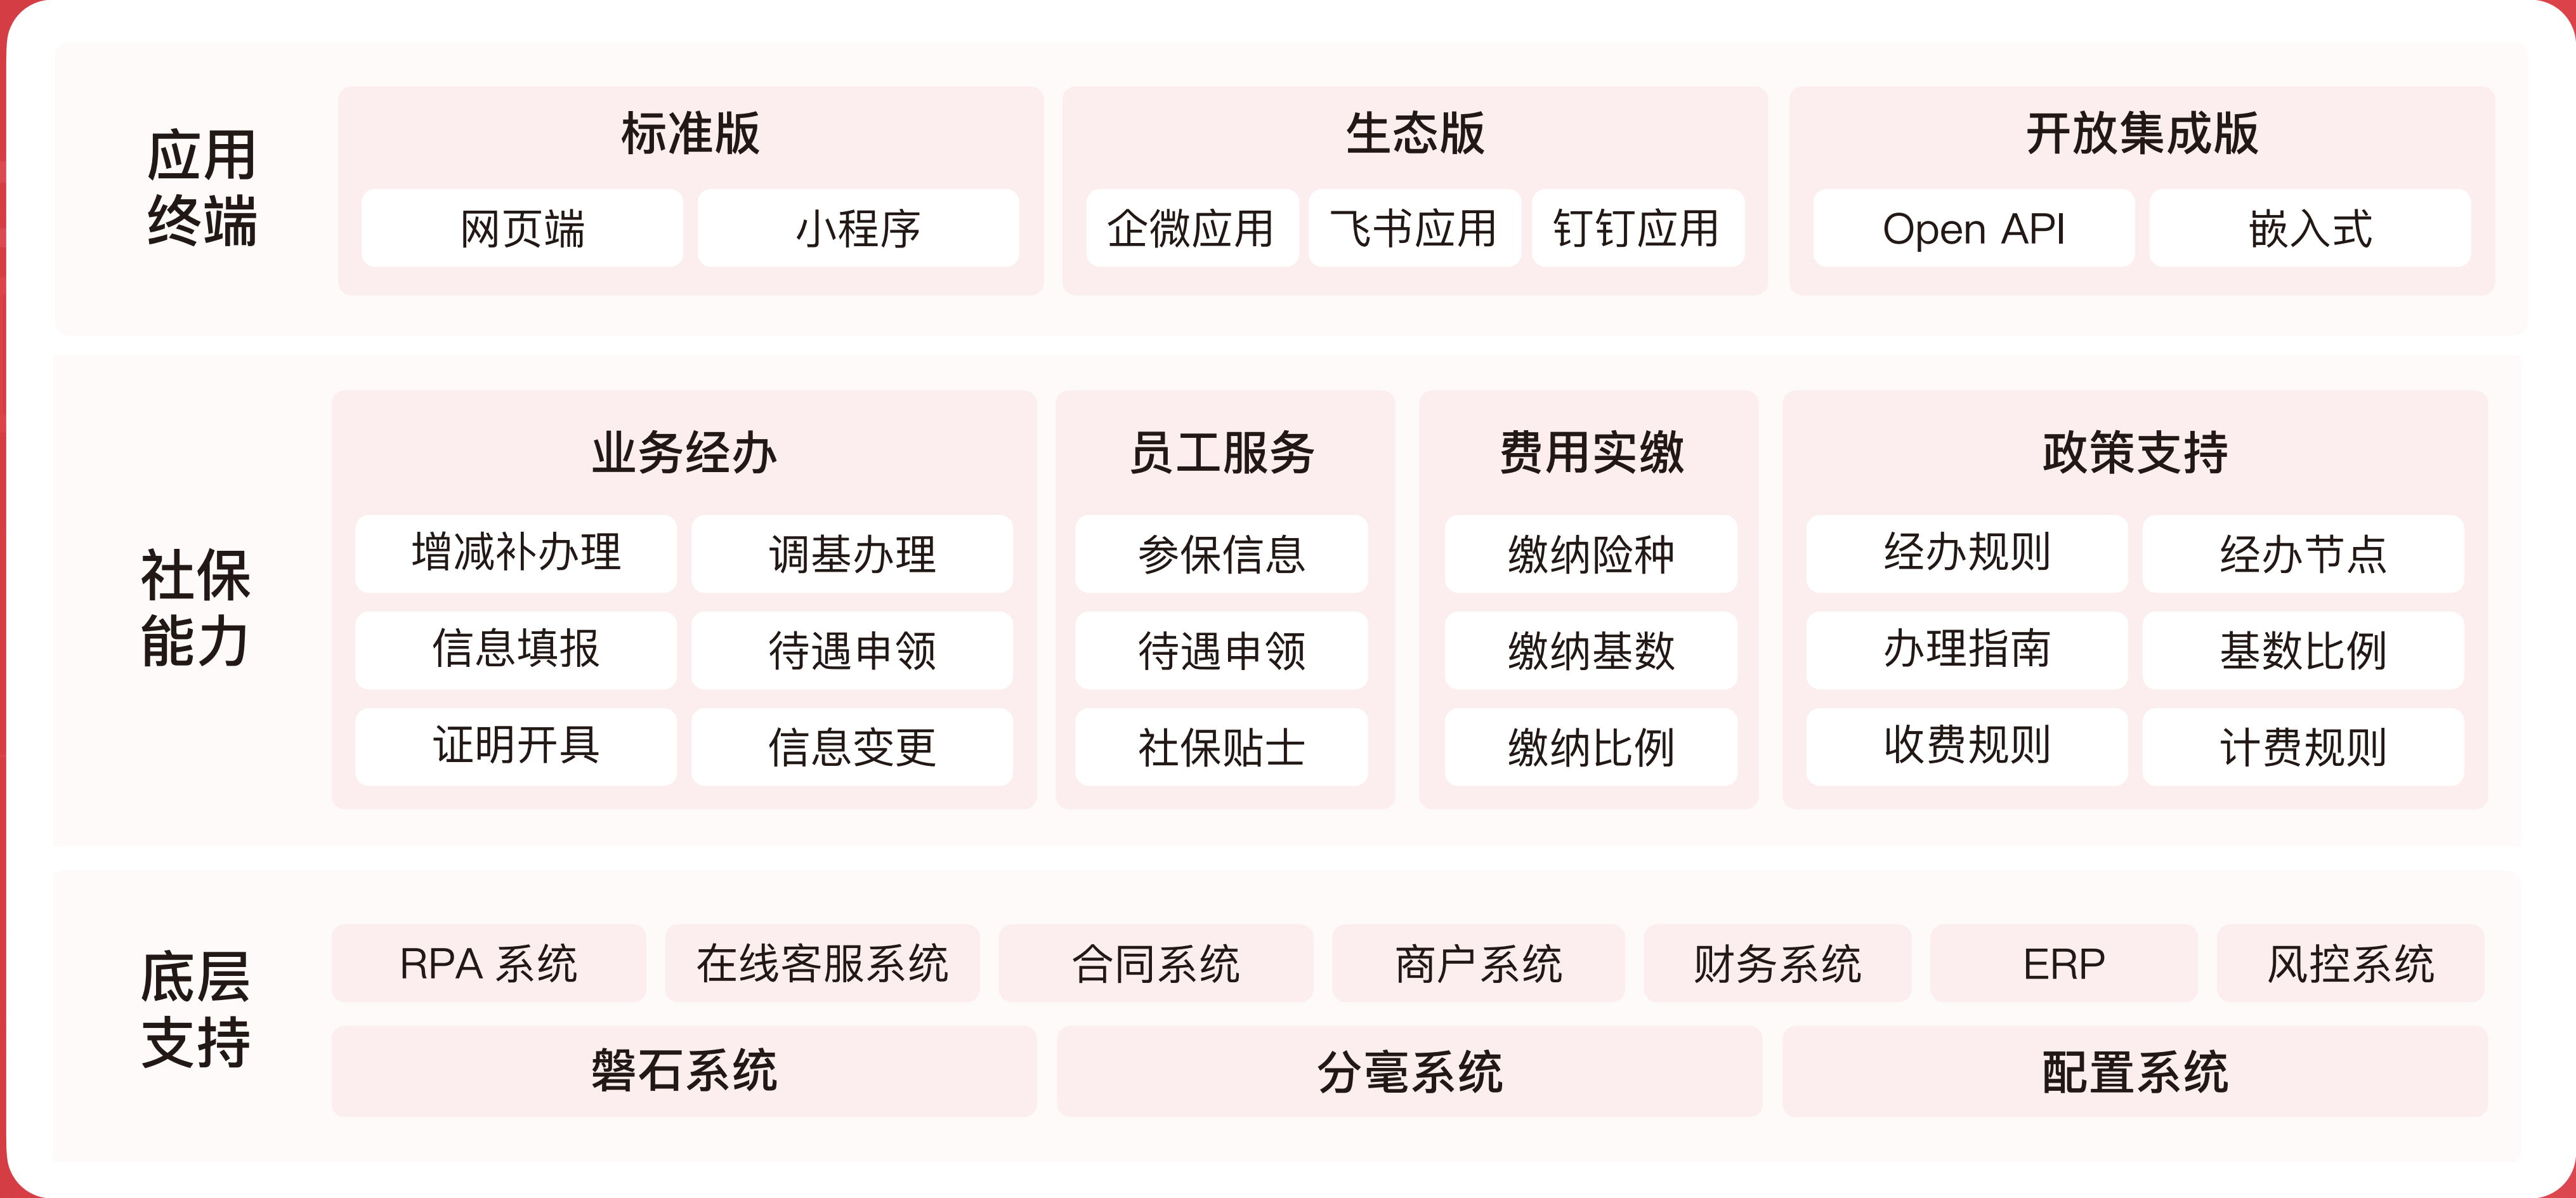 应用
终端
标准版
网页端
小程序
生态版
企微应用
飞书应用
钉钉应用
开放集成版
Open API
嵌入式
社保
能力
业务经办
增减补办理
调基办理
信息填报
待遇申领
证明开具
信息变更
员工服务
参保信息
待遇申领
社保贴士
费用实缴
缴纳险种
缴纳基数
缴纳比例
政策支持
经办规则
经办节点
办理指南
基数比例
收费规则
计费规则
底层
支持
RPA 系统
在线客服系统
合同系统
商户系统
财务系统
ERP
风控系统
磐石系统
分毫系统
配置系统